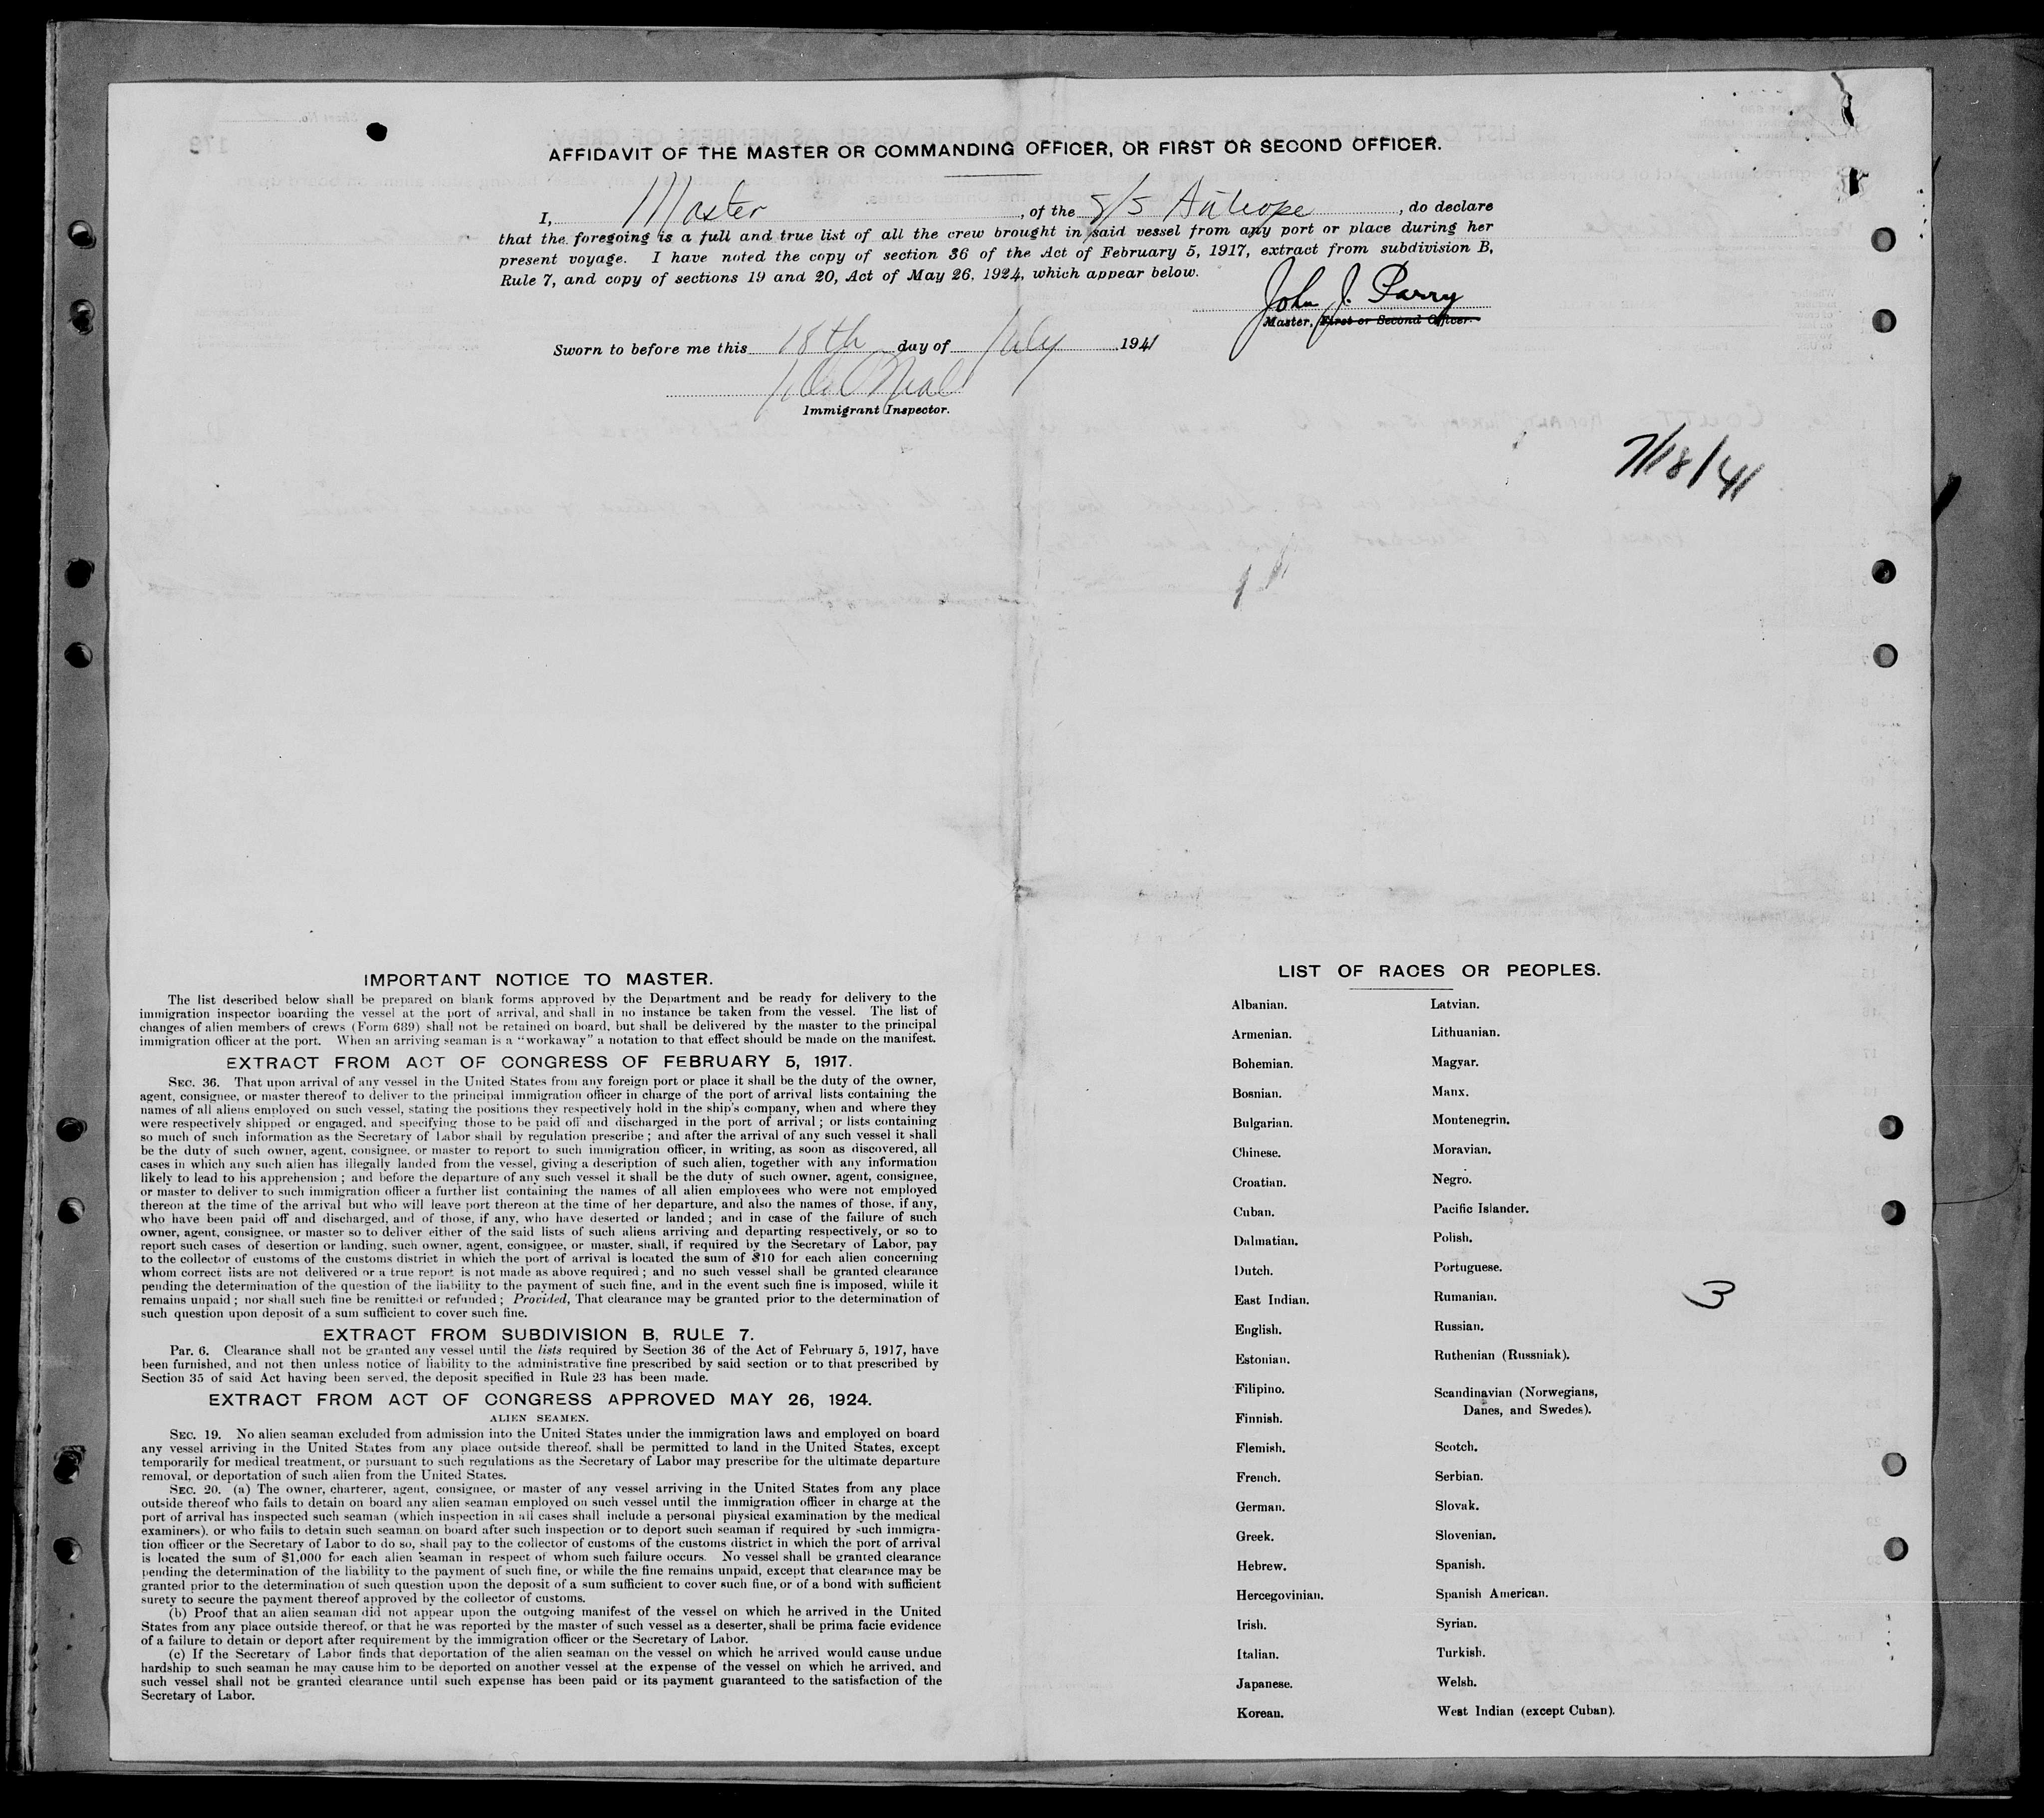 AFFIDAVIT OF THE MASTER OR COMMANDING OFFICER, OR FIRST OR SECOND OFFICER.
I, Master, of the S/S Antiope, do declare
that the foregoing is a full and true list of all the crew brought in said vessel from any port or place during her
present voyage. I have noted the copy of section 36 of the Act of February 5, 1917, extract from subdivision B,
Rule 7, and copy of sections 19 and 20, Act of May 26, 1924, which appear below.
John J. Parry
Master, First or Second Officer.
Sworn to before me this 18th day of July 1941
Immigrant Inspector.
7/18/41
IMPORTANT NOTICE TO MASTER.
The list described below shall be prepared on blank forms approved by the Department and be ready for delivery to the
immigration inspector boarding the vessel at the port of arrival, and shall in no instance be taken from the vessel. The list of
changes of alien members of crews (Form 689) shall not be retained on board, but shall be delivered by the master to the principal
immigration officer at the port. When an arriving seaman is a "workaway" a notation to that effect should be made on the manifest.
EXTRACT FROM ACT OF CONGRESS OF FEBRUARY 5, 1917.
SEC. 36. That upon arrival of any vessel in the United States from any foreign port or place it shall be the duty of the owner,
agent, consignee, or master thereof to deliver to the principal immigration officer in charge of the port of arrival lists containing the
names of all aliens employed on such vessel, stating the positions they respectively hold in the ship's company, when and where they
were respectively shipped or engaged, and specifying those to be paid off and discharged in the port of arrival; or lists containing
so much of such information as the Secretary of Labor shall by regulation prescribe; and after the arrival of any such vessel it shall
be the duty of such owner, agent, consignee, or master to report to such immigration officer, in writing, as soon as discovered, all
cases in which any such alien has illegally landed from the vessel, giving a description of such alien, together with any information
likely to lead to his apprehension; and before the departure of any such vessel it shall be the duty of such owner, agent, consignee,
or master to deliver to such immigration officer a further list containing the names of all alien employees who were not employed
thereon at the time of the arrival but who will leave port thereon at the time of her departure, and also the names of those, if any,
who have been paid off and discharged, and of those, if any, who have deserted or landed; and in case of the failure of such
owner, agent, consignee, or master so to deliver either of the said lists of such aliens arriving and departing respectively, or so to
report such cases of desertion or landing, such owner, agent, consignee, or master, shall, if required by the Secretary of Labor, pay
to the collector of customs of the customs district in which the port of arrival is located the sum of $10 for each alien concerning
whom correct lists are not delivered or a true report is not made as above required; and no such vessel shall be granted clearance
pending the determination of the question of the liability to the payment of such fine, and in the event such fine is imposed, while it
remains unpaid; nor shall such fine be remitted or refunded; Provided, That clearance may be granted prior to the determination of
such question upon deposit of a sum sufficient to cover such fine.
EXTRACT FROM SUBDIVISION B, RULE 7.
Par. 6. Clearance shall not be granted any vessel until the lists required by Section 36 of the Act of February 5, 1917, have
been furnished, and not then unless notice of liability to the administrative fine prescribed by said section or to that prescribed by
Section 35 of said Act having been served, the deposit specified in Rule 23 has been made.
EXTRACT FROM ACT OF CONGRESS APPROVED MAY 26, 1924.
ALIEN SEAMEN.
SEC. 19. No alien seaman excluded from admission into the United States under the immigration laws and employed on board
any vessel arriving in the United States from any place outside thereof, shall be permitted to land in the United States, except
temporarily for medical treatment, or pursuant to such regulations as the Secretary of Labor may prescribe for the ultimate departure
removal, or deportation of such alien from the United States.
SEC. 20. (a) The owner, charterer, agent, consignee, or master of any vessel arriving in the United States from any place
outside thereof who fails to detain on board any alien seaman employed on such vessel until the immigration officer in charge at the
port of arrival has inspected such seaman (which inspection in all cases shall include a personal physical examination by the medical
examiners), or who fails to detain such seaman on board after such inspection or to deport such seaman if required by such immigra-
tion officer or the Secretary of Labor to do so, shall pay to the collector of customs of the customs district in which the port of arrival
is located the sum of $1,000 for each alien seaman in respect of whom such failure occurs. No vessel shall be granted clearance
pending the determination of the liability to the payment of such fine, or while the fine remains unpaid, except that clearance may be
granted prior to the determination of such question upon the deposit of a sum sufficient to cover such fine, or of a bond with sufficient
surety to secure the payment thereof approved by the collector of customs.
(b) Proof that an alien seaman did not appear upon the outgoing manifest of the vessel on which he arrived in the United
States from any place outside thereof, or that he was reported by the master of such vessel as a deserter, shall be prima facie evidence
of a failure to detain or deport after requirement by the immigration officer or the Secretary of Labor.
(c) If the Secretary of Labor finds that deportation of the alien seaman on the vessel on which he arrived would cause undue
hardship to such seaman he may cause him to be deported on another vessel at the expense of the vessel on which he arrived, and
such vessel shall not be granted clearance until such expense has been paid or its payment guaranteed to the satisfaction of the
Secretary of Labor.
LIST OF RACES OR PEOPLES.
Albanian.
Armenian.
Bohemian.
Bosnian.
Bulgarian.
Chinese.
Croatian.
Cuban.
Dalmatian.
Dutch.
East Indian.
English.
Estonian.
Filipino.
Finnish.
Flemish.
French.
German.
Greek.
Hebrew.
Hercegovinian.
Irish.
Italian.
Japanese.
Korean.
Latvian.
Lithuanian.
Magyar.
Manx.
Montenegrin.
Moravian.
Negro.
Pacific Islander.
Polish.
Portuguese.
Rumanian.
Russian.
Ruthenian (Russniak).
Scandinavian (Norwegians,
Danes, and Swedes).
Scotch.
Serbian.
Slovak.
Slovenian.
Spanish.
Spanish American.
Syrian.
Turkish.
Welsh.
West Indian (except Cuban).
3